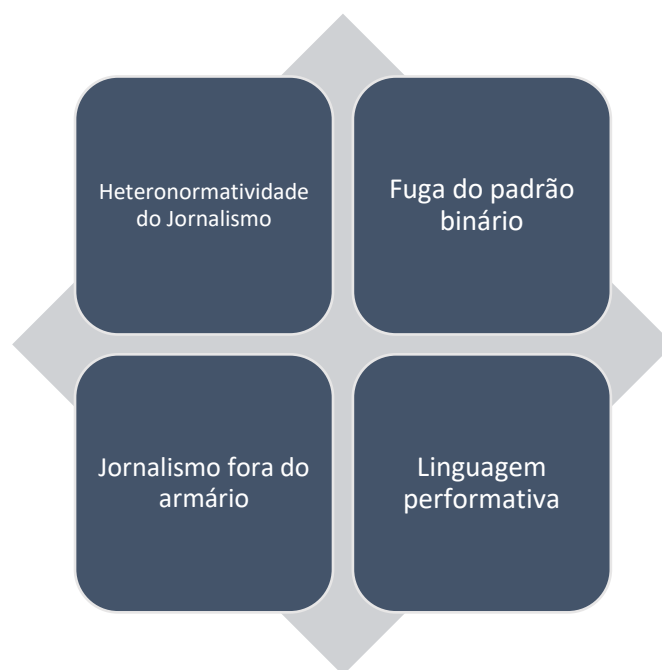 Heteronormatividade
do Jornalismo
Fuga do padrão
binário
Jornalismo fora do
armário
Linguagem
performativa